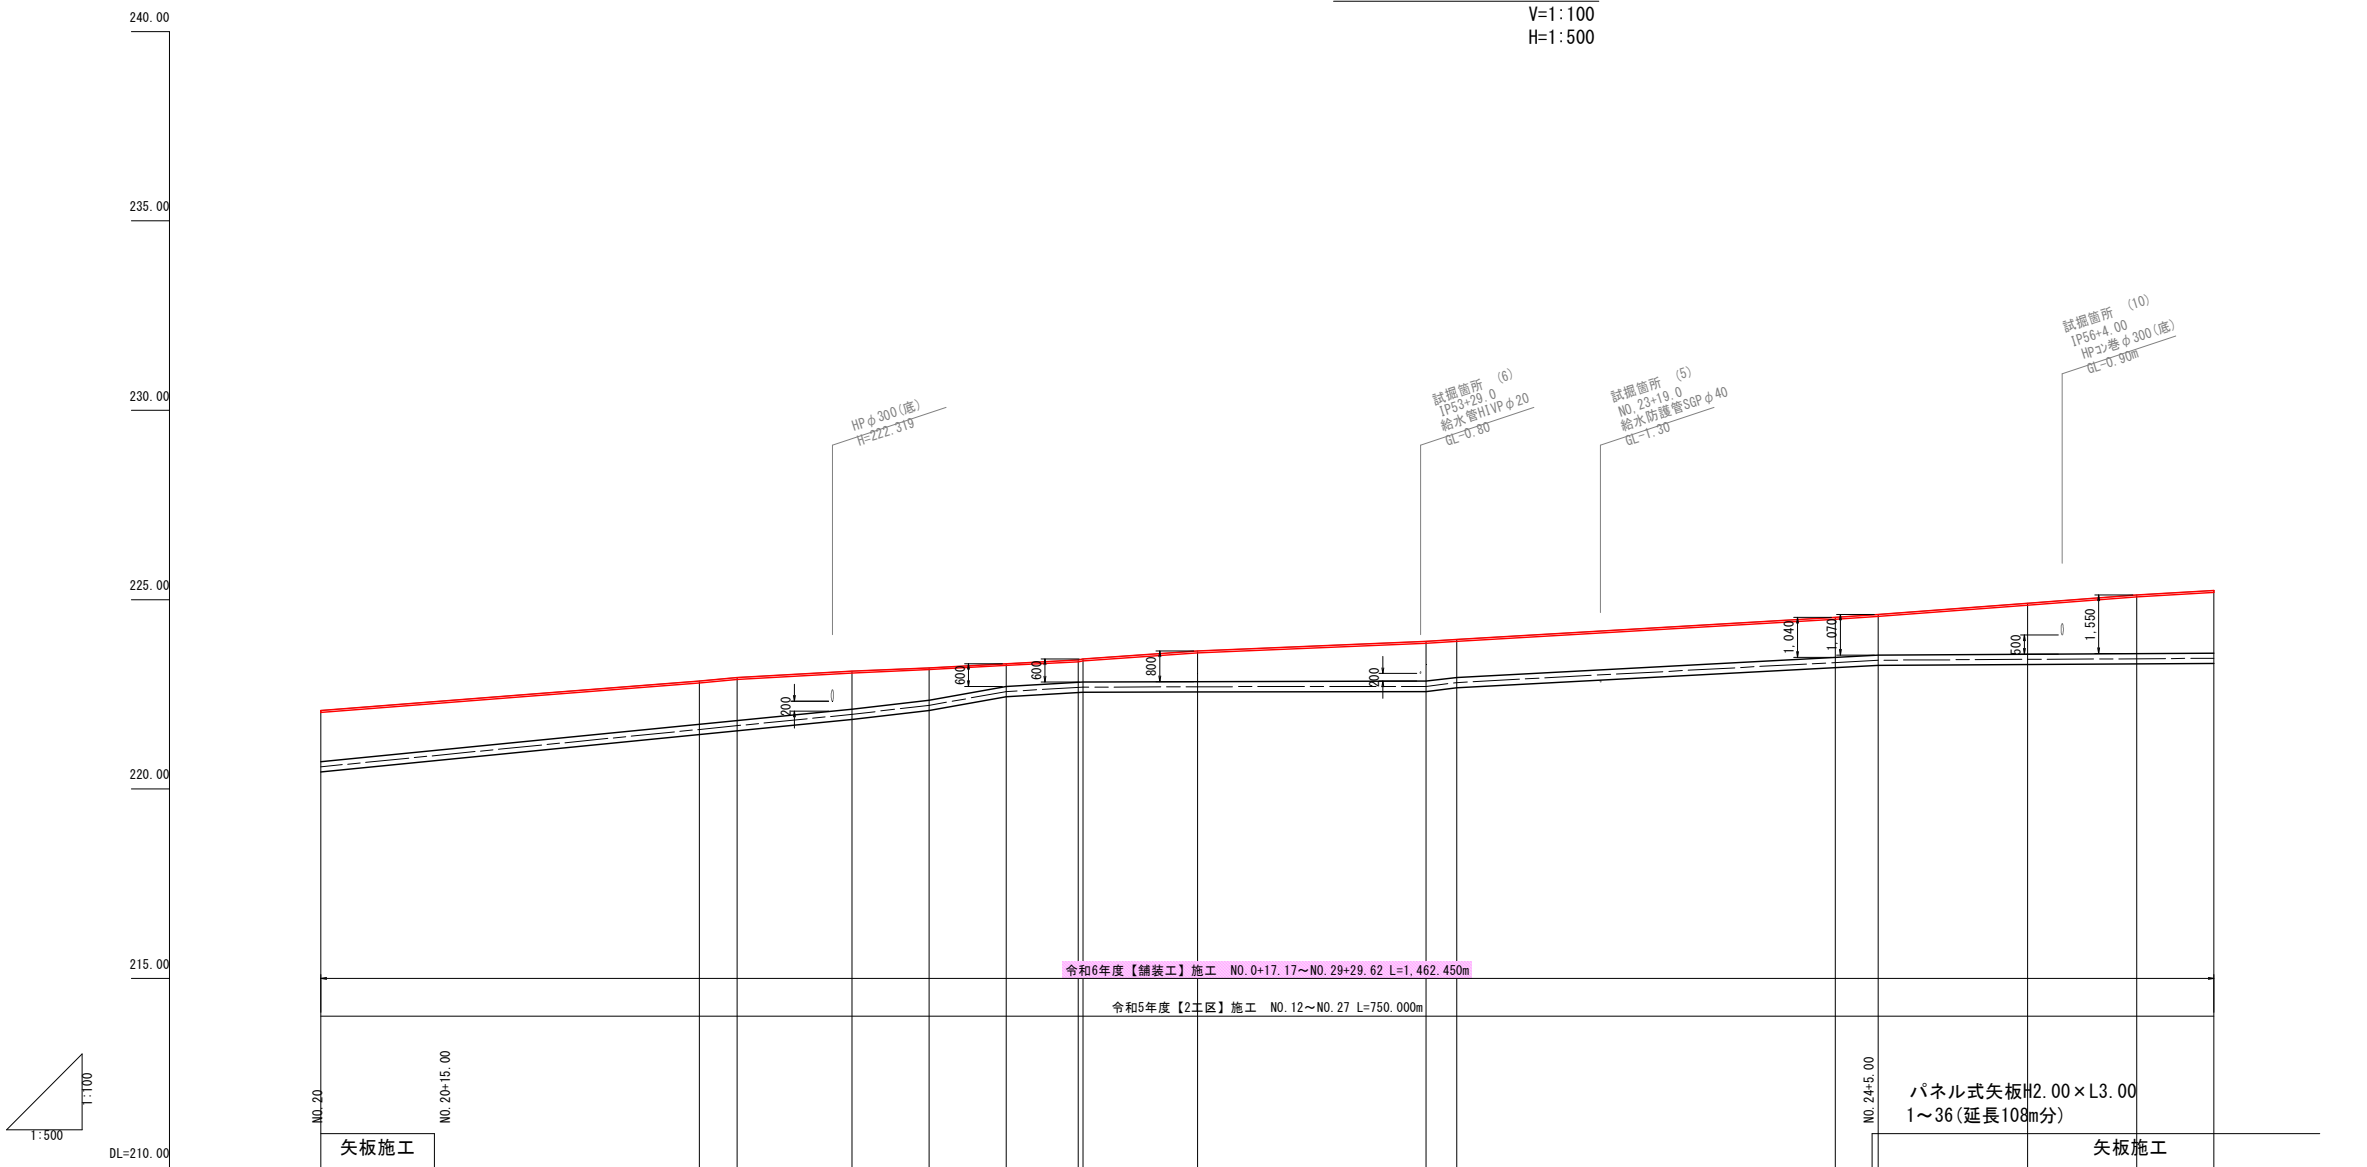 V=1:100
H=1:500
240.00
235.00
230.00
225.00
220.00
215.00
DL=210.00
HPφ300(底)
H=222.319
試掘箇所 (6)
IP53+29.0
給水管HIVPφ20
GL-0.80
試掘箇所 (5)
NO.23+19.0
給水防護管SGPφ40
GL-1.30
試掘箇所 (10)
IP56+4.00
HPコン巻φ300(底)
GL-0.90m
200
600
600
800
200
1,040
1,070
500
1,550
令和6年度【舗装工】施工 NO.0+17.17～NO.29+29.62 L=1,462.450m
令和5年度【2工区】施工 NO.12～NO.27 L=750.000m
1:100
1:500
NO.20
NO.20+15.00
矢板施工
NO.24+5.00
パネル式矢板H2.00×L3.00
1～36(延長108m分)
矢板施工